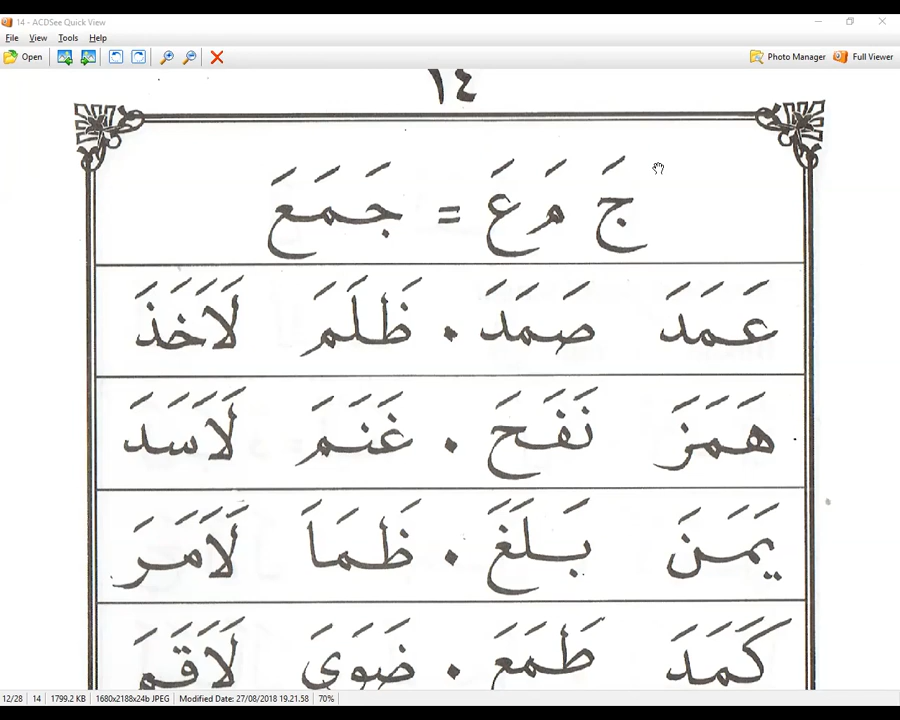 14 - ACDSee Quick View
File View Tools Help
Open Photo Manager Full Viewer
١٤
جَ مَ عَ = جَمَعَ
عَمَدَ صَمَدَ • ظَلَمَ لَاَخَذَ
هَمَزَ نَفَحَ • غَنَمَ لَاَسَدَ
يَمَنَ بَلَغَ • ظَمَاَ لَاَمَرَ
كَمَدَ طَمَعَ • ضَوَيَ لَاَقَمَ
12/28 14 1799.2 KB 1680x2188x24b JPEG Modified Date: 27/08/2018 19.21.58 70%